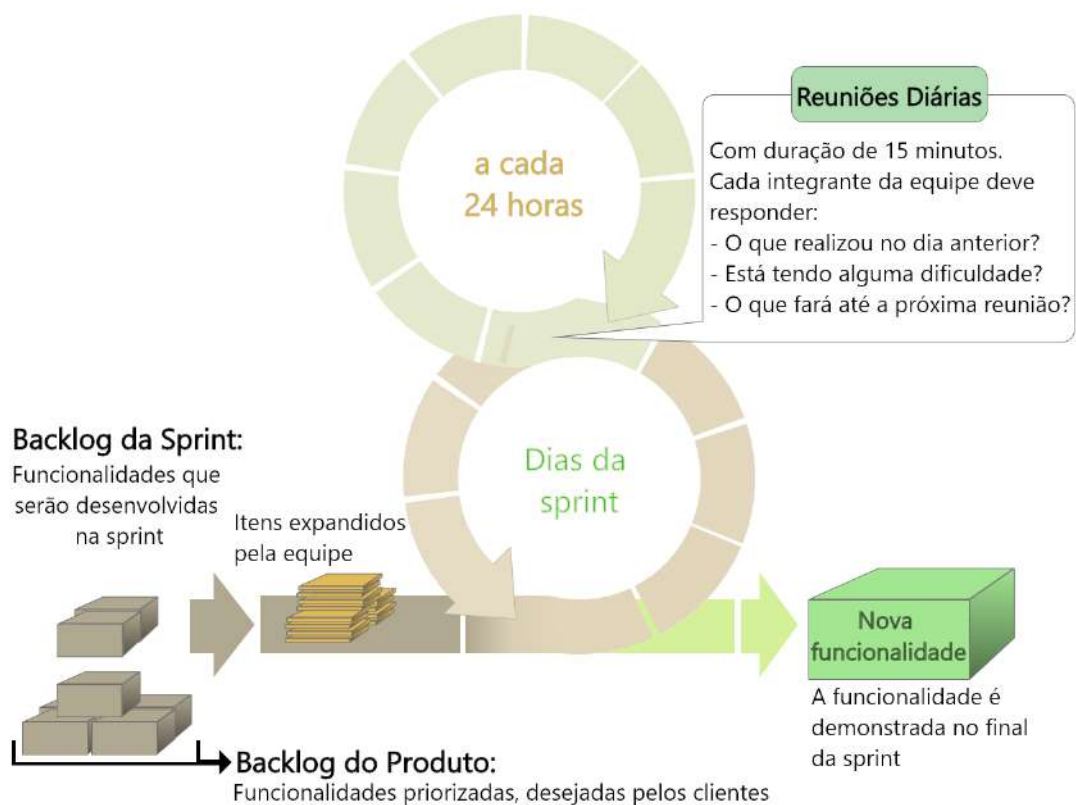 a cada
24 horas
Reuniões Diárias
Com duração de 15 minutos.
Cada integrante da equipe deve
responder:
- O que realizou no dia anterior?
- Está tendo alguma dificuldade?
- O que fará até a próxima reunião?
Dias da
sprint
Backlog da Sprint:
Funcionalidades que
serão desenvolvidas
na sprint
Itens expandidos
pela equipe
Nova
funcionalidade
A funcionalidade é
demonstrada no final
da sprint
Backlog do Produto:
Funcionalidades priorizadas, desejadas pelos clientes